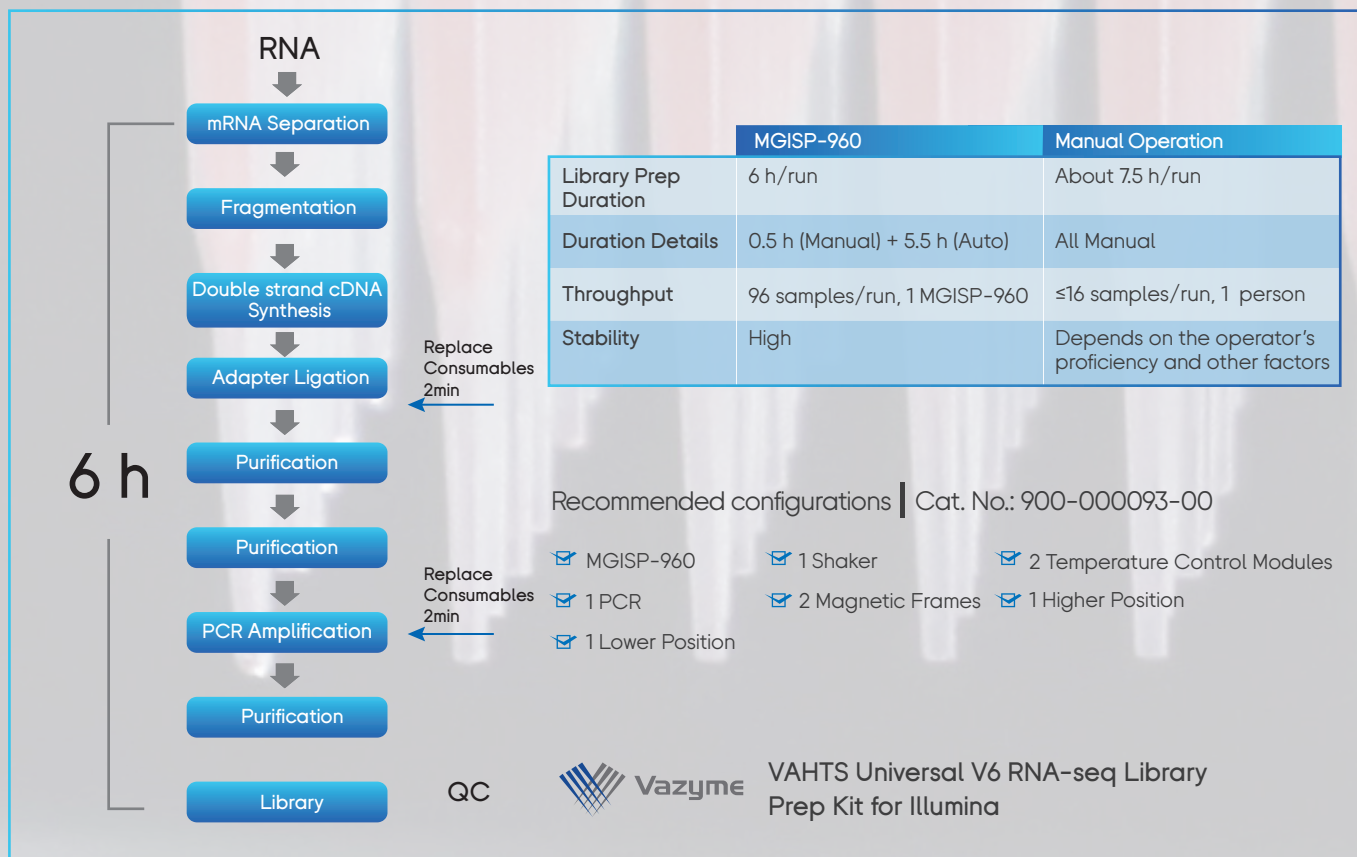 RNA
mRNA Separation
Fragmentation
Double strand cDNA
Synthesis
Adapter Ligation
Replace
Consumables
2min
Purification
6 h
Purification
Replace
Consumables
2min
PCR Amplification
Purification
Library
QC
MGISP-960 Manual Operation
Library Prep
Duration 6 h/run About 7.5 h/run
Duration Details 0.5 h (Manual) + 5.5 h (Auto) All Manual
Throughput 96 samples/run, 1 MGISP-960 ≤16 samples/run, 1 person
Stability High Depends on the operator's
proficiency and other factors
Recommended configurations | Cat. No.: 900-000093-00
MGISP-960 1 Shaker 2 Temperature Control Modules
1 PCR 2 Magnetic Frames 1 Higher Position
1 Lower Position
Vazyme
VAHTS Universal V6 RNA-seq Library
Prep Kit for Illumina